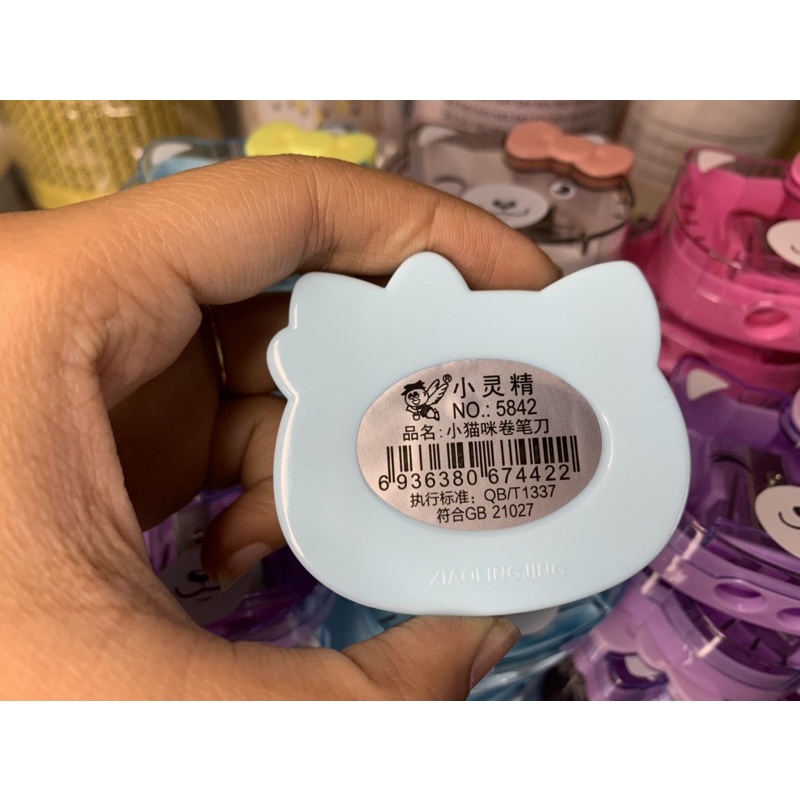 小灵精®
NO.: 5842
品名:小猫咪卷笔刀
6 936380 674422
执行标准: QB/T1337
符合GB 21027
XIAOLINGJING